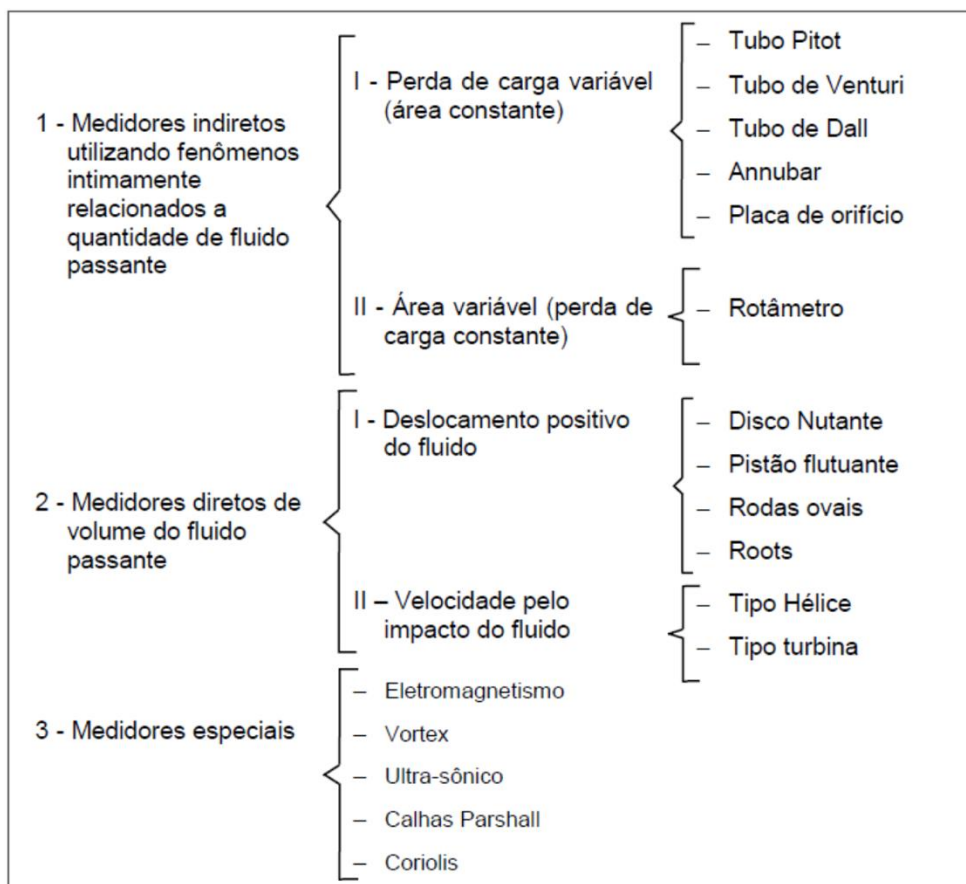 1 - Medidores indiretos
utilizando fenômenos
intimamente
relacionados a
quantidade de fluido
passante
I - Perda de carga variável
(área constante)
– Tubo Pitot
– Tubo de Venturi
– Tubo de Dall
– Annubar
– Placa de orifício
II - Área variável (perda de
carga constante)
– Rotâmetro
2 - Medidores diretos de
volume do fluido
passante
I - Deslocamento positivo
do fluido
– Disco Nutante
– Pistão flutuante
– Rodas ovais
– Roots
II – Velocidade pelo
impacto do fluido
– Tipo Hélice
– Tipo turbina
3 - Medidores especiais
– Eletromagnetismo
– Vortex
– Ultra-sônico
– Calhas Parshall
– Coriolis